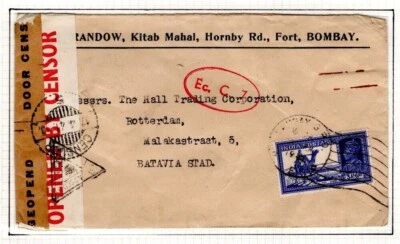 RANDOW, Kitab Mahal, Hornby Rd., Fort, BOMBAY.
GEOPEND DOOR CENS
OPENED BY CENSOR
Ec. C. 7
essers. The Hall Trading Corporation,
Rotterdam,
Malakastraat, 5,
BATAVIA STAD.
INDIA POSTAGE